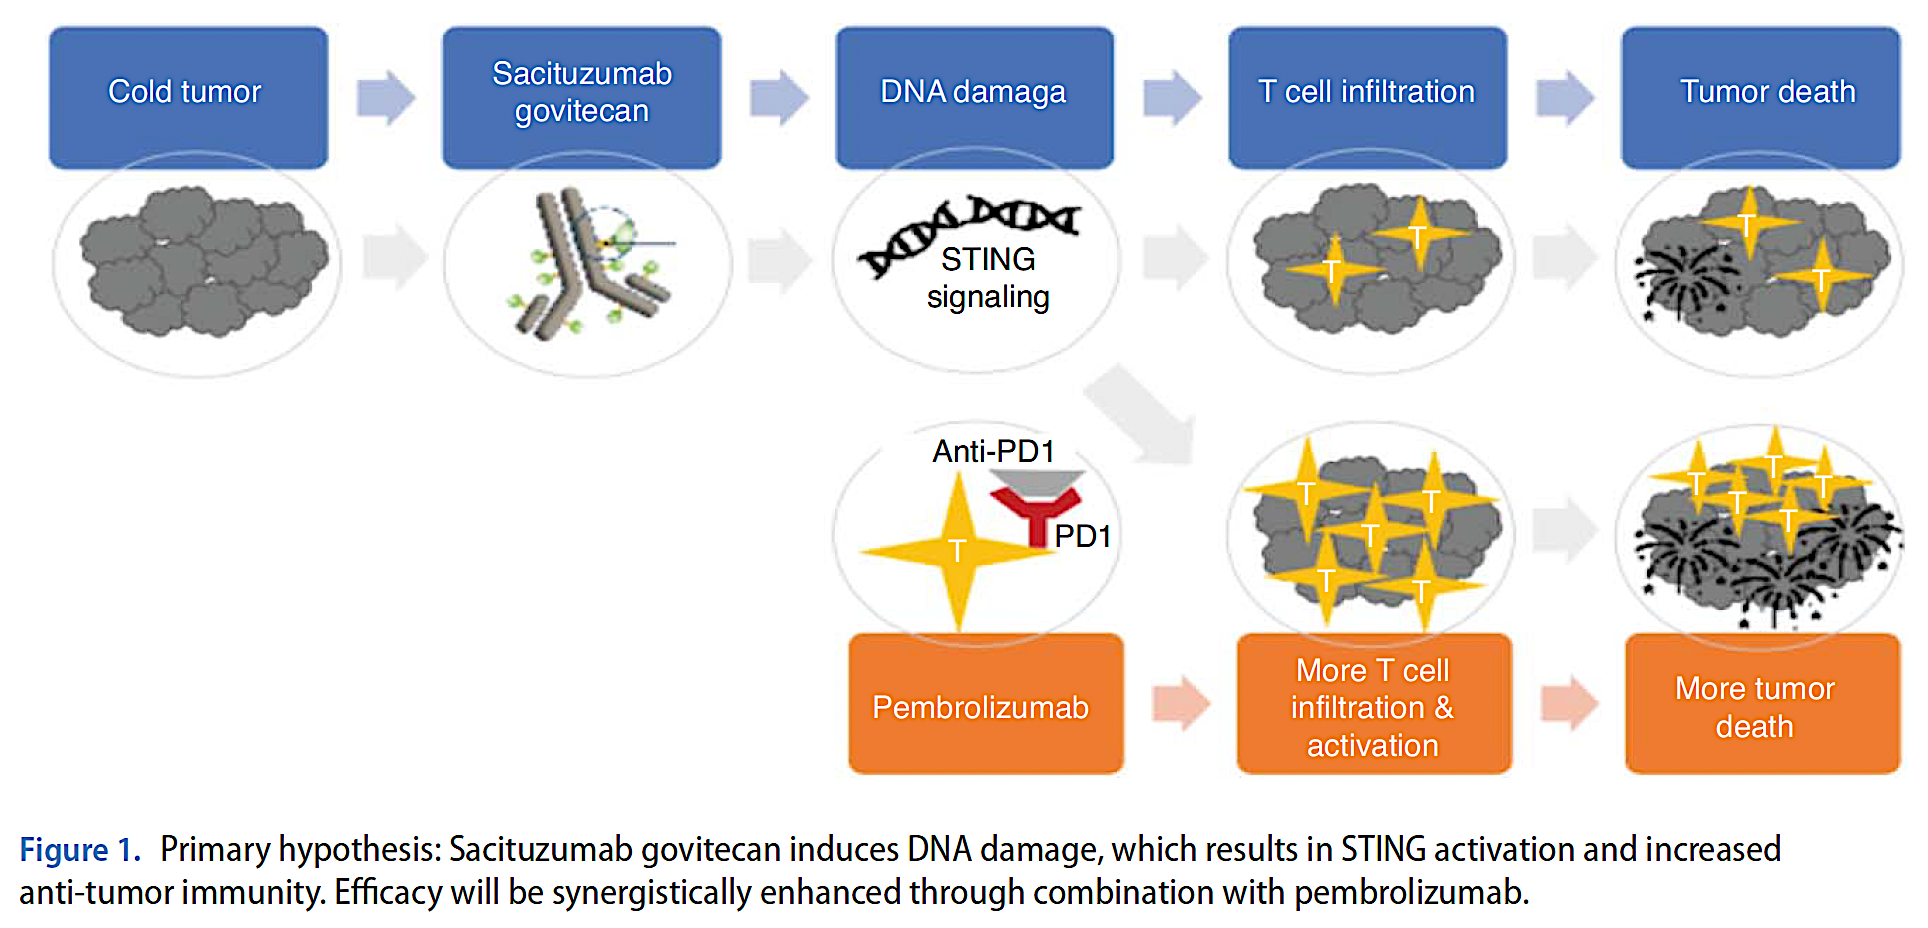 Cold tumor
Sacituzumab
govitecan
DNA damaga
T cell infiltration
Tumor death
STING
signaling
T
T
T
T
Anti-PD1
T
PD1
T
T
T
T
T
T
T
T
T
T
T
Pembrolizumab
More T cell
infiltration &
activation
More tumor
death
Figure 1. Primary hypothesis: Sacituzumab govitecan induces DNA damage, which results in STING activation and increased
anti-tumor immunity. Efficacy will be synergistically enhanced through combination with pembrolizumab.